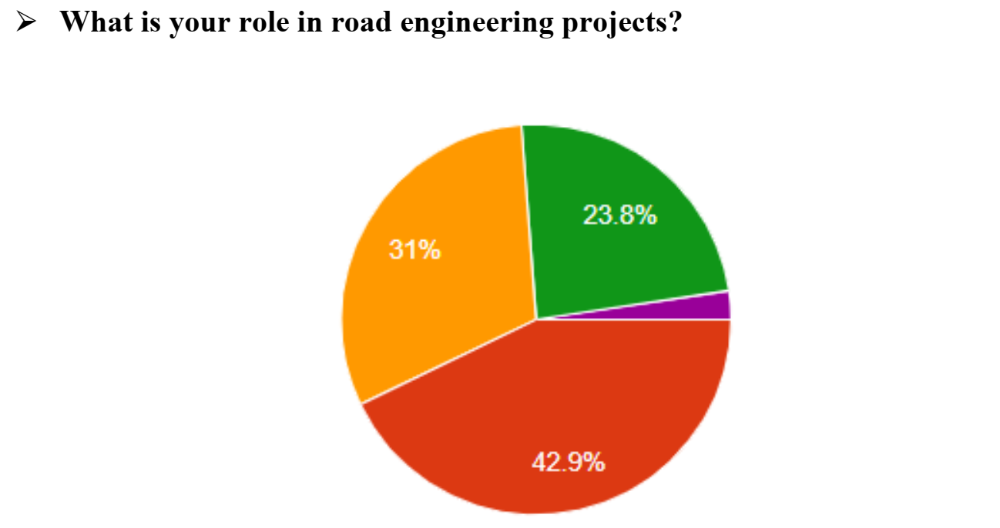 ➢ What is your role in road engineering projects?
23.8%
31%
42.9%